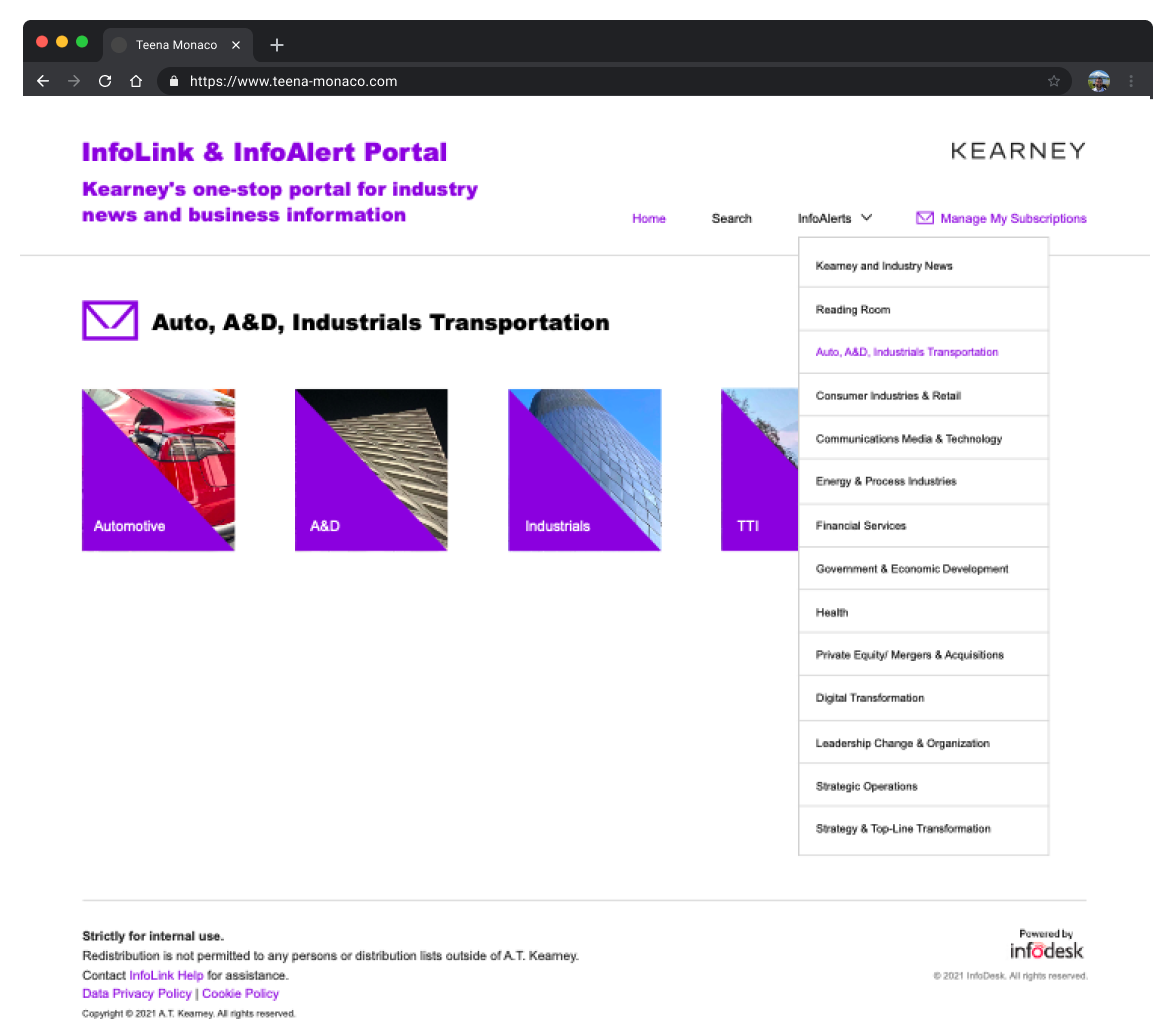 Teena Monaco
https://www.teena-monaco.com
InfoLink & InfoAlert Portal
KEARNEY
Kearney's one-stop portal for industry
news and business information
Home Search InfoAlerts Manage My Subscriptions
Auto, A&D, Industrials Transportation
Automotive
A&D
Industrials
TTI
Kearney and Industry News
Reading Room
Auto, A&D, Industrials Transportation
Consumer Industries & Retail
Communications Media & Technology
Energy & Process Industries
Financial Services
Government & Economic Development
Health
Private Equity/ Mergers & Acquisitions
Digital Transformation
Leadership Change & Organization
Strategic Operations
Strategy & Top-Line Transformation
Strictly for internal use.
Redistribution is not permitted to any persons or distribution lists outside of A.T. Kearney.
Contact InfoLink Help for assistance.
Data Privacy Policy | Cookie Policy
Copyright © 2021 A.T. Kearney. All rights reserved.
Powered by
infodesk
© 2021 InfoDesk. All rights reserved.